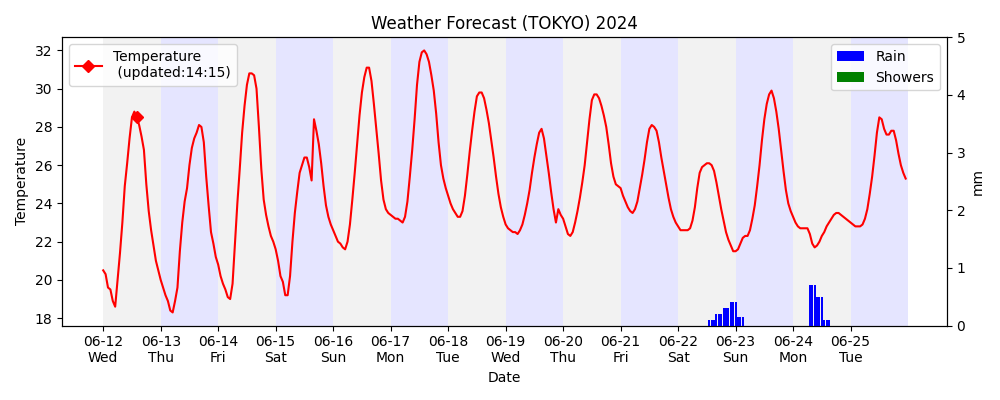 Weather Forecast (TOKYO) 2024
Temperature
(updated:14:15)
Rain
Showers
Temperature
32
30
28
26
24
22
20
18
5
4
3
2
1
0
mm
06-12 06-13 06-14 06-15 06-16 06-17 06-18 06-19 06-20 06-21 06-22 06-23 06-24 06-25
Wed Thu Fri Sat Sun Mon Tue Wed Thu Fri Sat Sun Mon Tue
Date